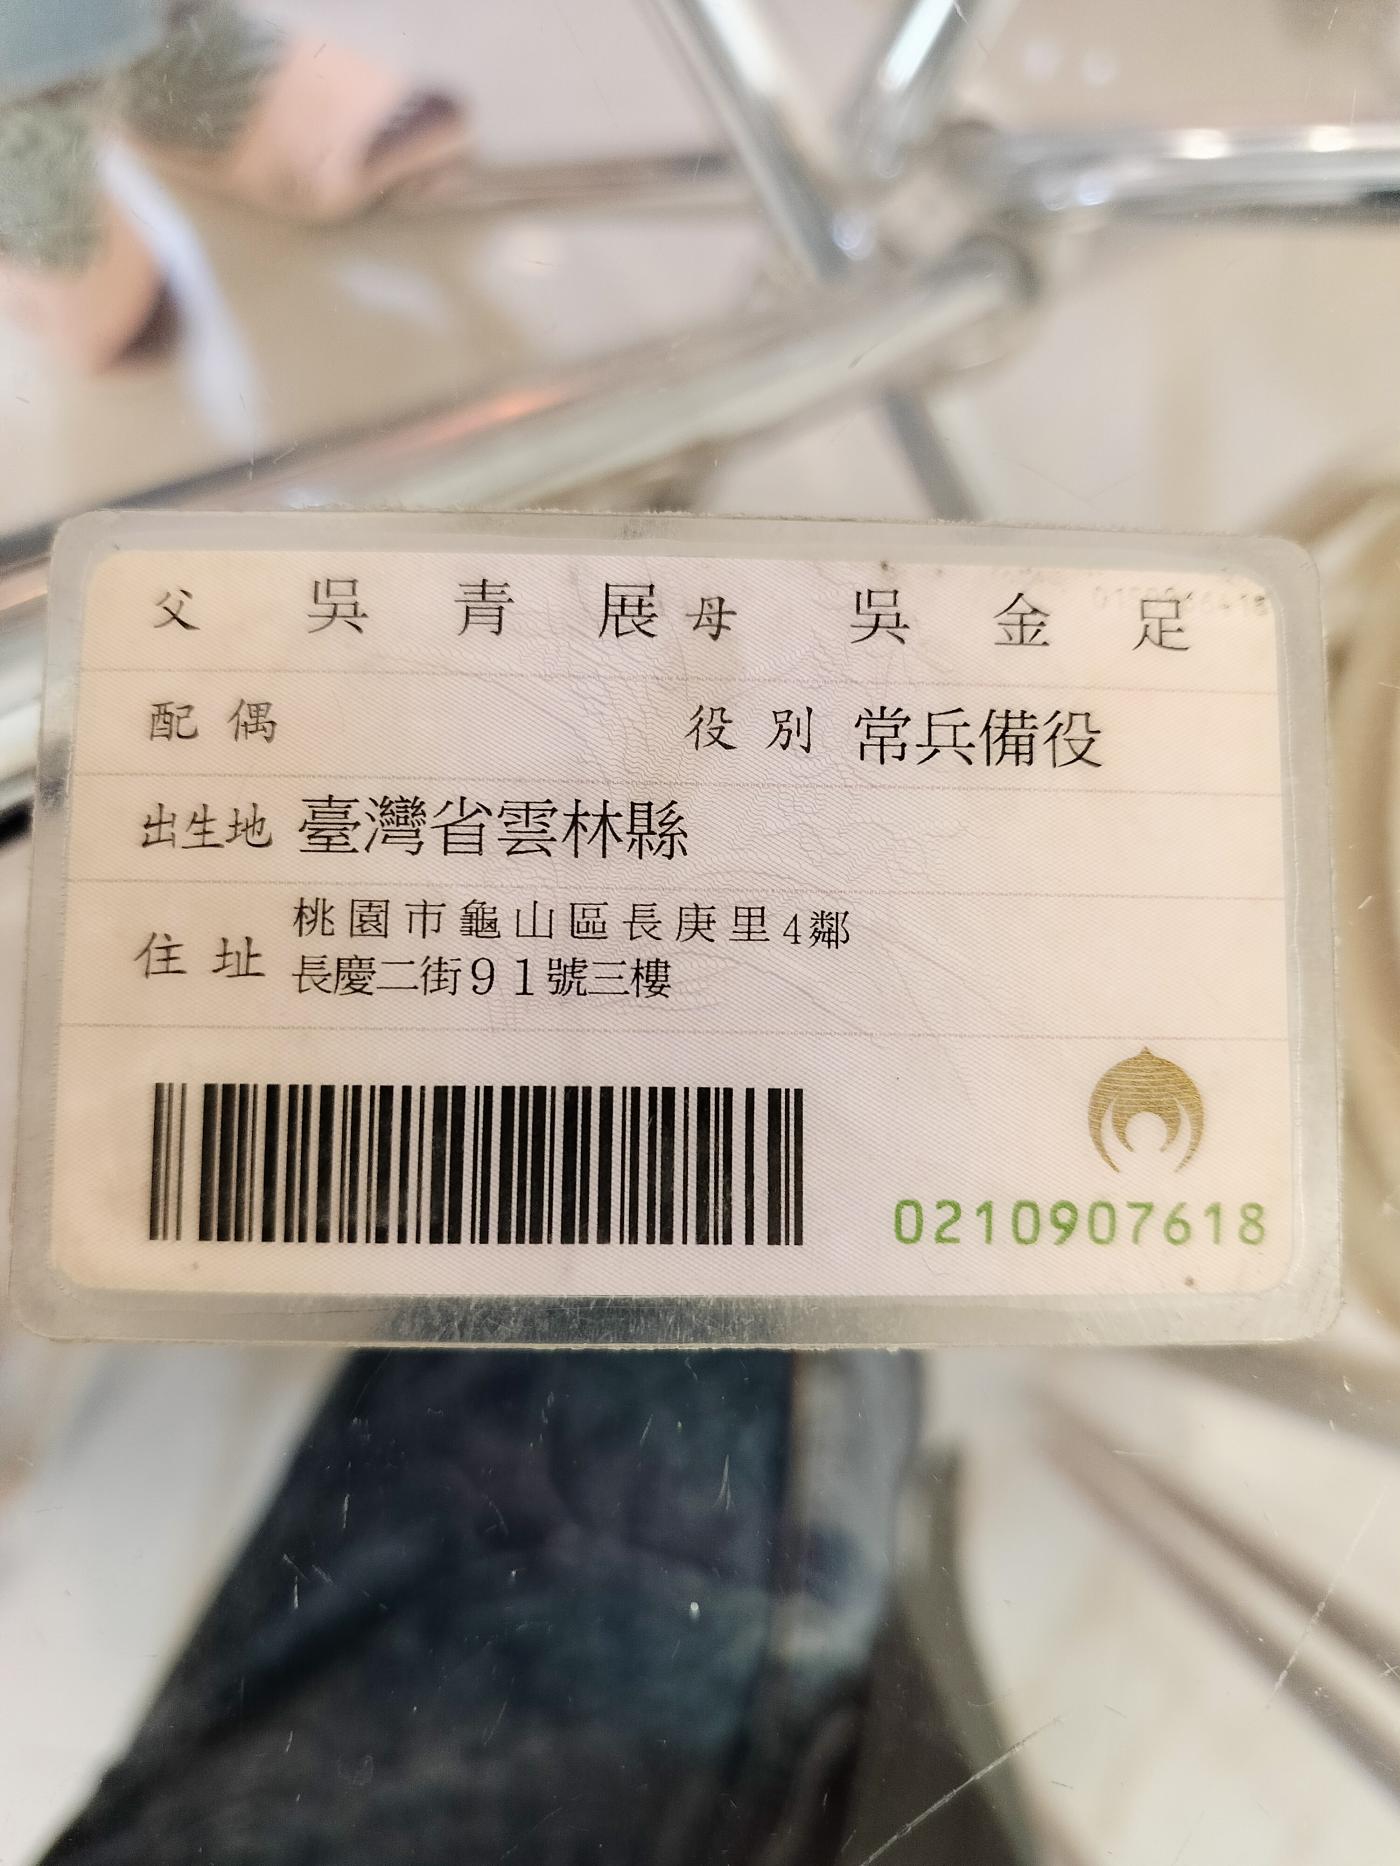 父 吳青展 母 吳金足
配偶 役別 常兵備役
出生地 臺灣省雲林縣
住址 桃園市龜山區長庚里4鄰
長慶二街91號三樓
0210907618